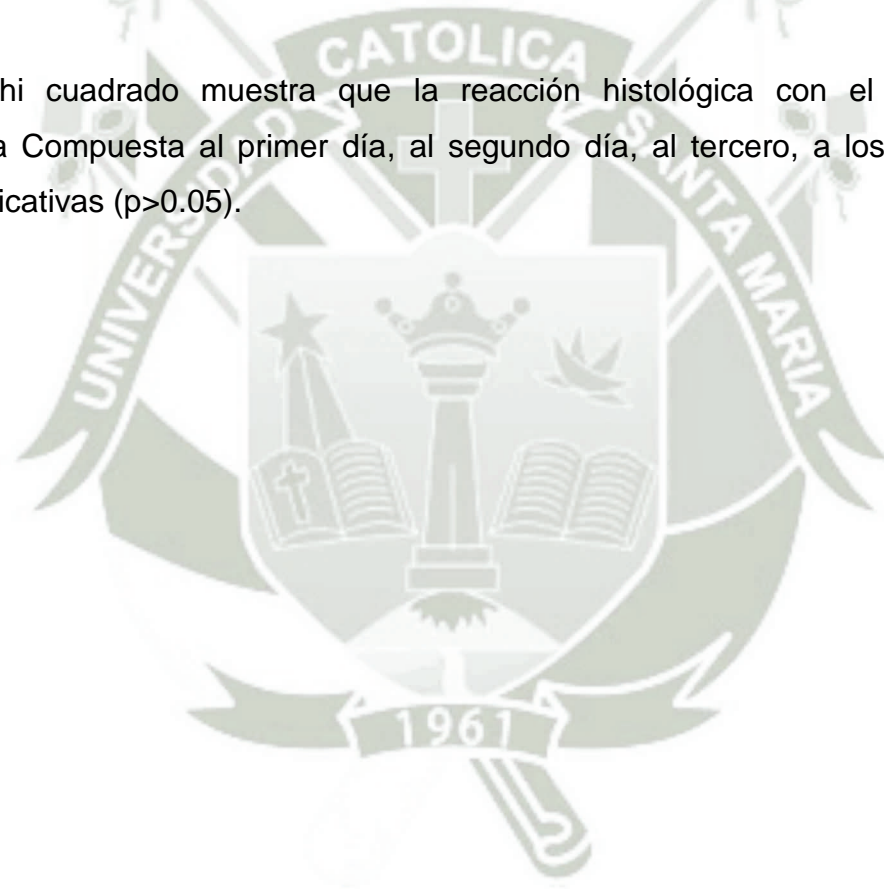 hi cuadrado muestra que la reacción histológica con el
a Compuesta al primer día, al segundo día, al tercero, a los
icativas (p>0.05).
UNIVERSIDAD CATOLICA SANTA MARIA
1961